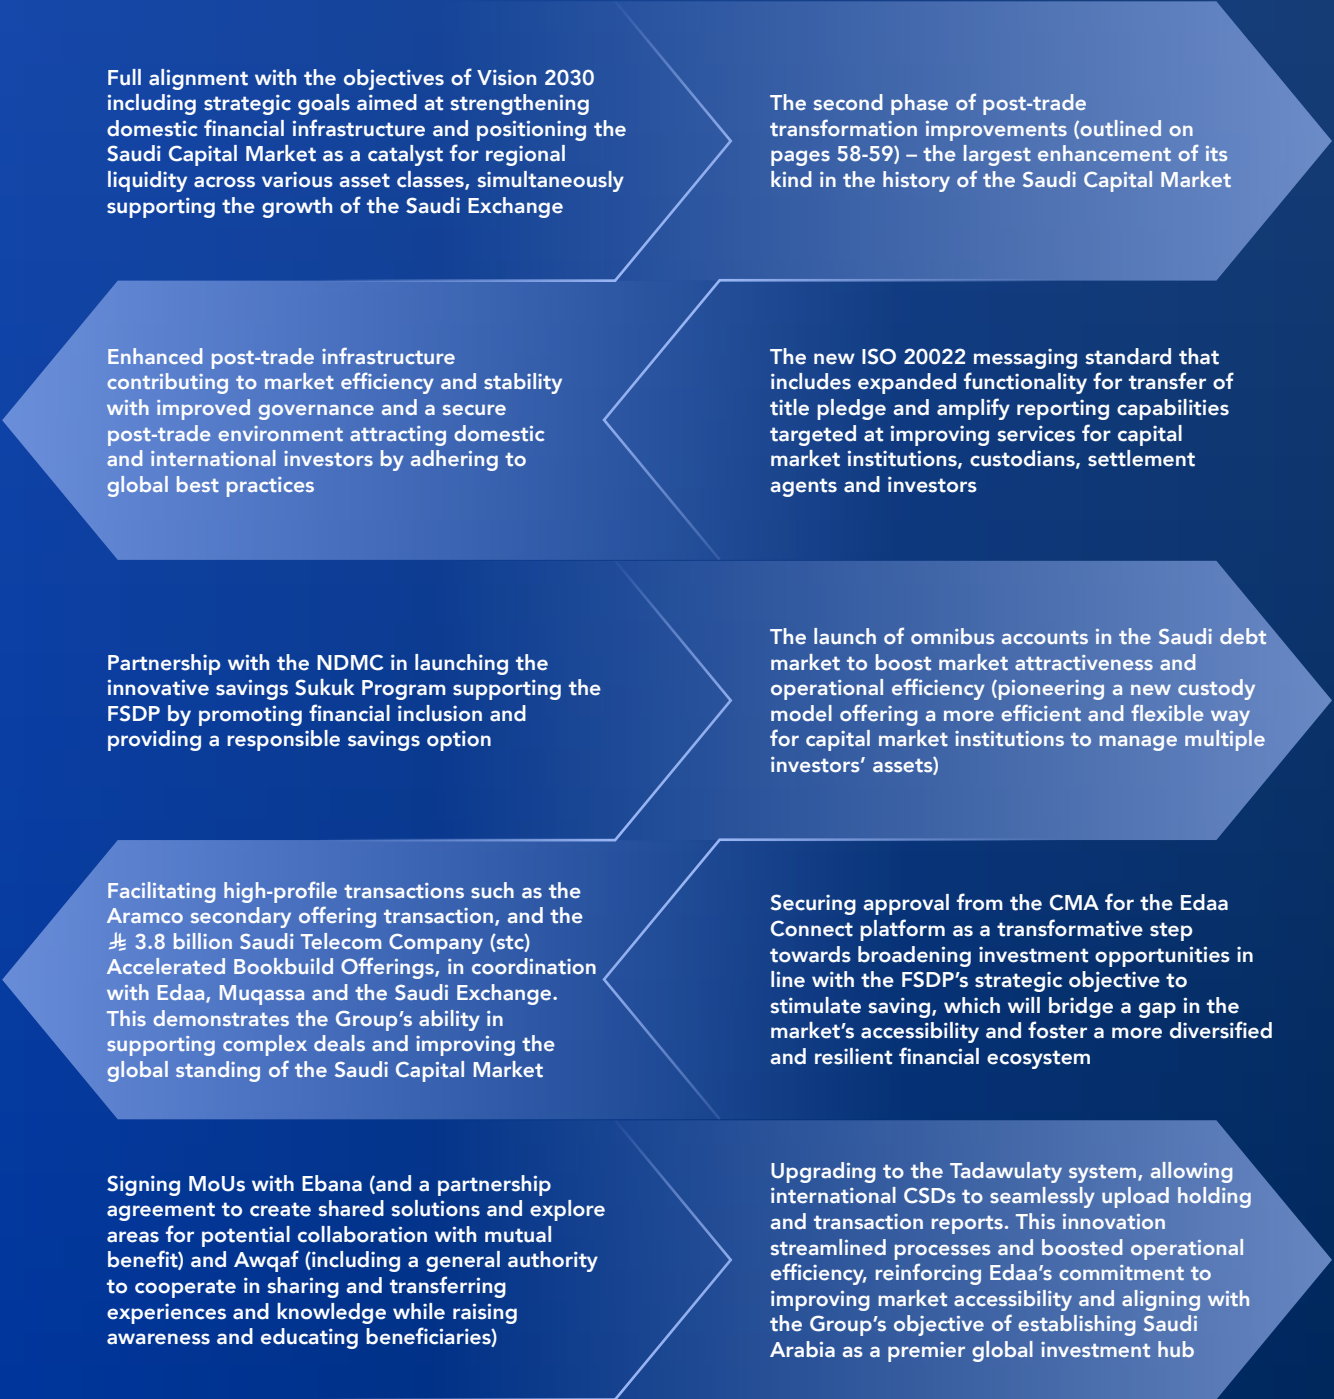 Full alignment with the objectives of Vision 2030
including strategic goals aimed at strengthening
domestic financial infrastructure and positioning the
Saudi Capital Market as a catalyst for regional
liquidity across various asset classes, simultaneously
supporting the growth of the Saudi Exchange
The second phase of post-trade
transformation improvements (outlined on
pages 58-59) – the largest enhancement of its
kind in the history of the Saudi Capital Market
Enhanced post-trade infrastructure
contributing to market efficiency and stability
with improved governance and a secure
post-trade environment attracting domestic
and international investors by adhering to
global best practices
The new ISO 20022 messaging standard that
includes expanded functionality for transfer of
title pledge and amplify reporting capabilities
targeted at improving services for capital
market institutions, custodians, settlement
agents and investors
Partnership with the NDMC in launching the
innovative savings Sukuk Program supporting the
FSDP by promoting financial inclusion and
providing a responsible savings option
The launch of omnibus accounts in the Saudi debt
market to boost market attractiveness and
operational efficiency (pioneering a new custody
model offering a more efficient and flexible way
for capital market institutions to manage multiple
investors’ assets)
Facilitating high-profile transactions such as the
Aramco secondary offering transaction, and the
⃁ 3.8 billion Saudi Telecom Company (stc)
Accelerated Bookbuild Offerings, in coordination
with Edaa, Muqassa and the Saudi Exchange.
This demonstrates the Group’s ability in
supporting complex deals and improving the
global standing of the Saudi Capital Market
Securing approval from the CMA for the Edaa
Connect platform as a transformative step
towards broadening investment opportunities in
line with the FSDP’s strategic objective to
stimulate saving, which will bridge a gap in the
market’s accessibility and foster a more diversified
and resilient financial ecosystem
Signing MoUs with Ebana (and a partnership
agreement to create shared solutions and explore
areas for potential collaboration with mutual
benefit) and Awqaf (including a general authority
to cooperate in sharing and transferring
experiences and knowledge while raising
awareness and educating beneficiaries)
Upgrading to the Tadawulaty system, allowing
international CSDs to seamlessly upload holding
and transaction reports. This innovation
streamlined processes and boosted operational
efficiency, reinforcing Edaa’s commitment to
improving market accessibility and aligning with
the Group’s objective of establishing Saudi
Arabia as a premier global investment hub